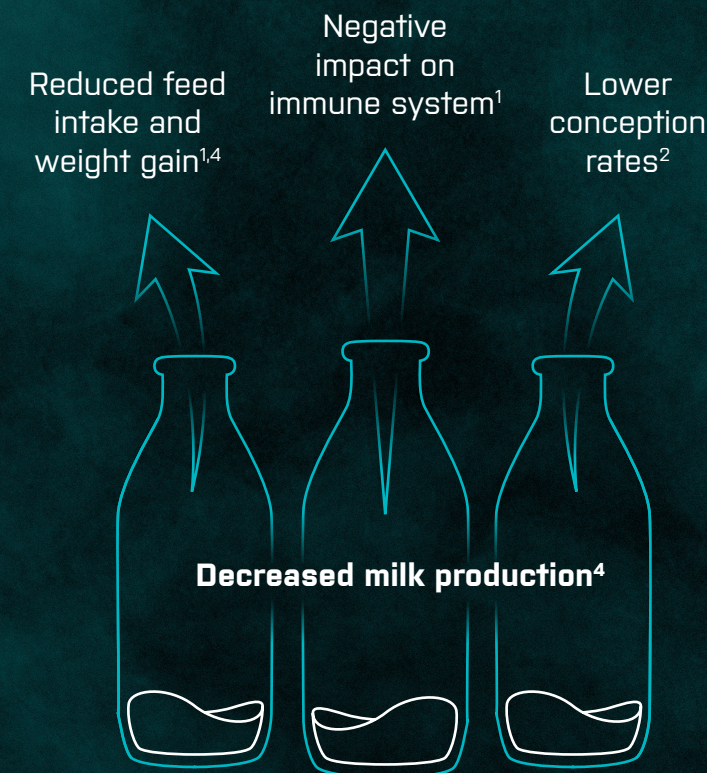 Reduced feed
intake and
weight gain1,4
Negative
impact on
immune system1
Lower
conception
rates2
Decreased milk production4